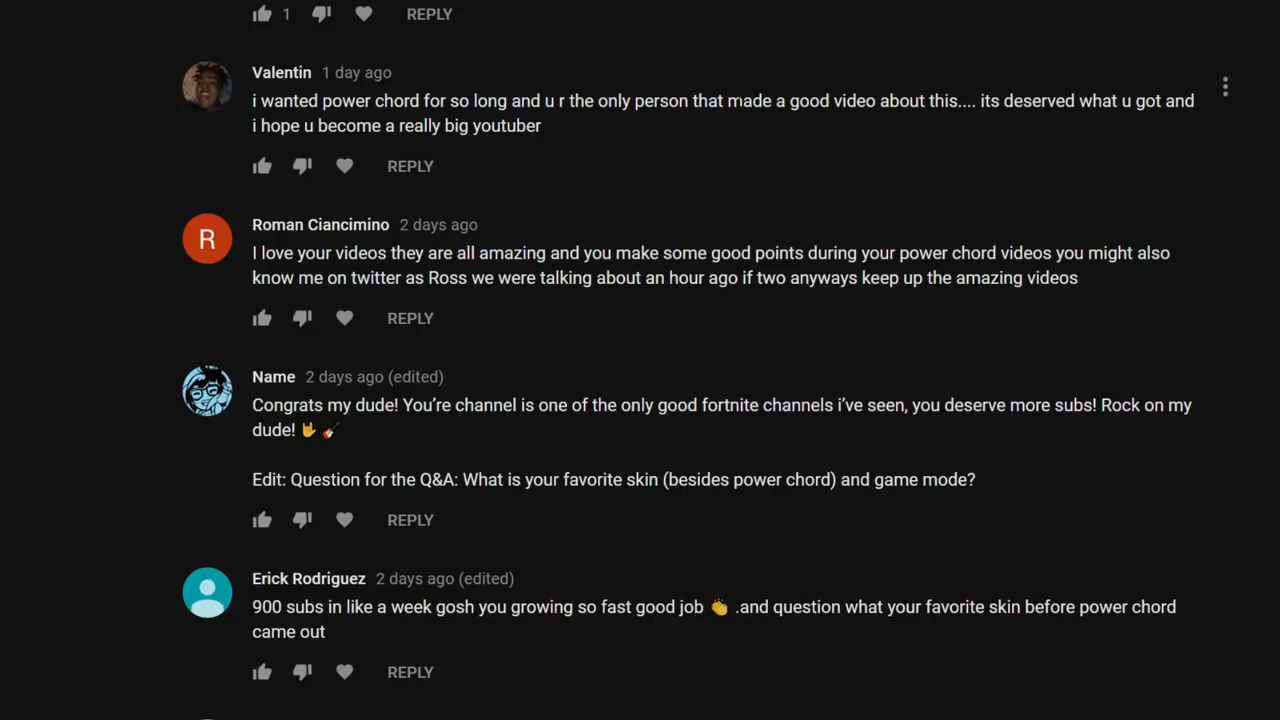 1 REPLY
Valentin 1 day ago
i wanted power chord for so long and u r the only person that made a good video about this.... its deserved what u got and
i hope u become a really big youtuber
REPLY
R
Roman Ciancimino 2 days ago
I love your videos they are all amazing and you make some good points during your power chord videos you might also
know me on twitter as Ross we were talking about an hour ago if two anyways keep up the amazing videos
REPLY
Name 2 days ago (edited)
Congrats my dude! You're channel is one of the only good fortnite channels i've seen, you deserve more subs! Rock on my
dude! 🤟 🎸
Edit: Question for the Q&A: What is your favorite skin (besides power chord) and game mode?
REPLY
Erick Rodriguez 2 days ago (edited)
900 subs in like a week gosh you growing so fast good job 👏 .and question what your favorite skin before power chord
came out
REPLY